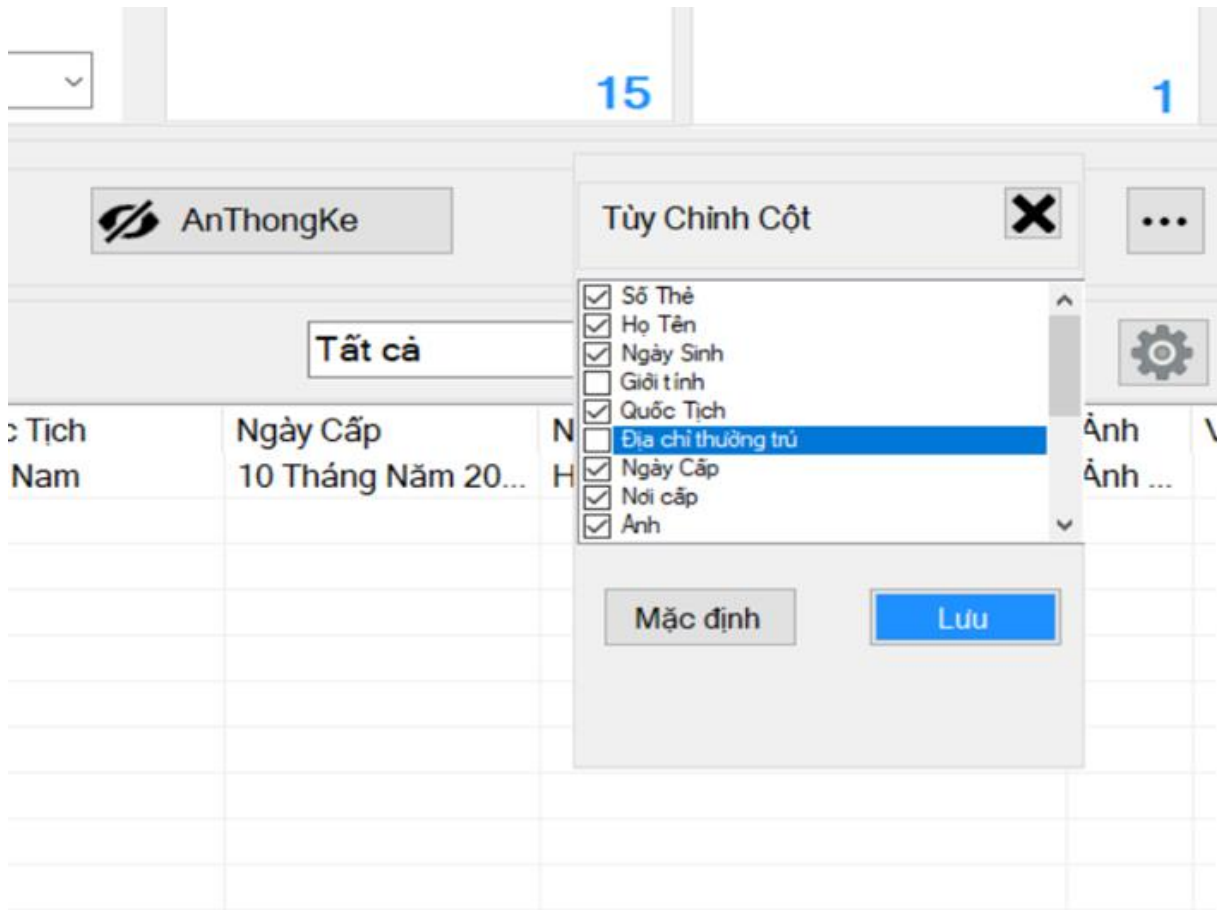 15
1
AnThongKe
Tùy Chỉnh Cột
...
Tất cả
Số Thẻ
Họ Tên
Ngày Sinh
Giới tính
Quốc Tịch
Địa chỉ thường trú
Ngày Cấp
Nơi cấp
Ảnh
Mặc định
Lưu
c Tịch
Ngày Cấp
N
Ảnh
V
Nam
10 Tháng Năm 20...
H
Ảnh ...